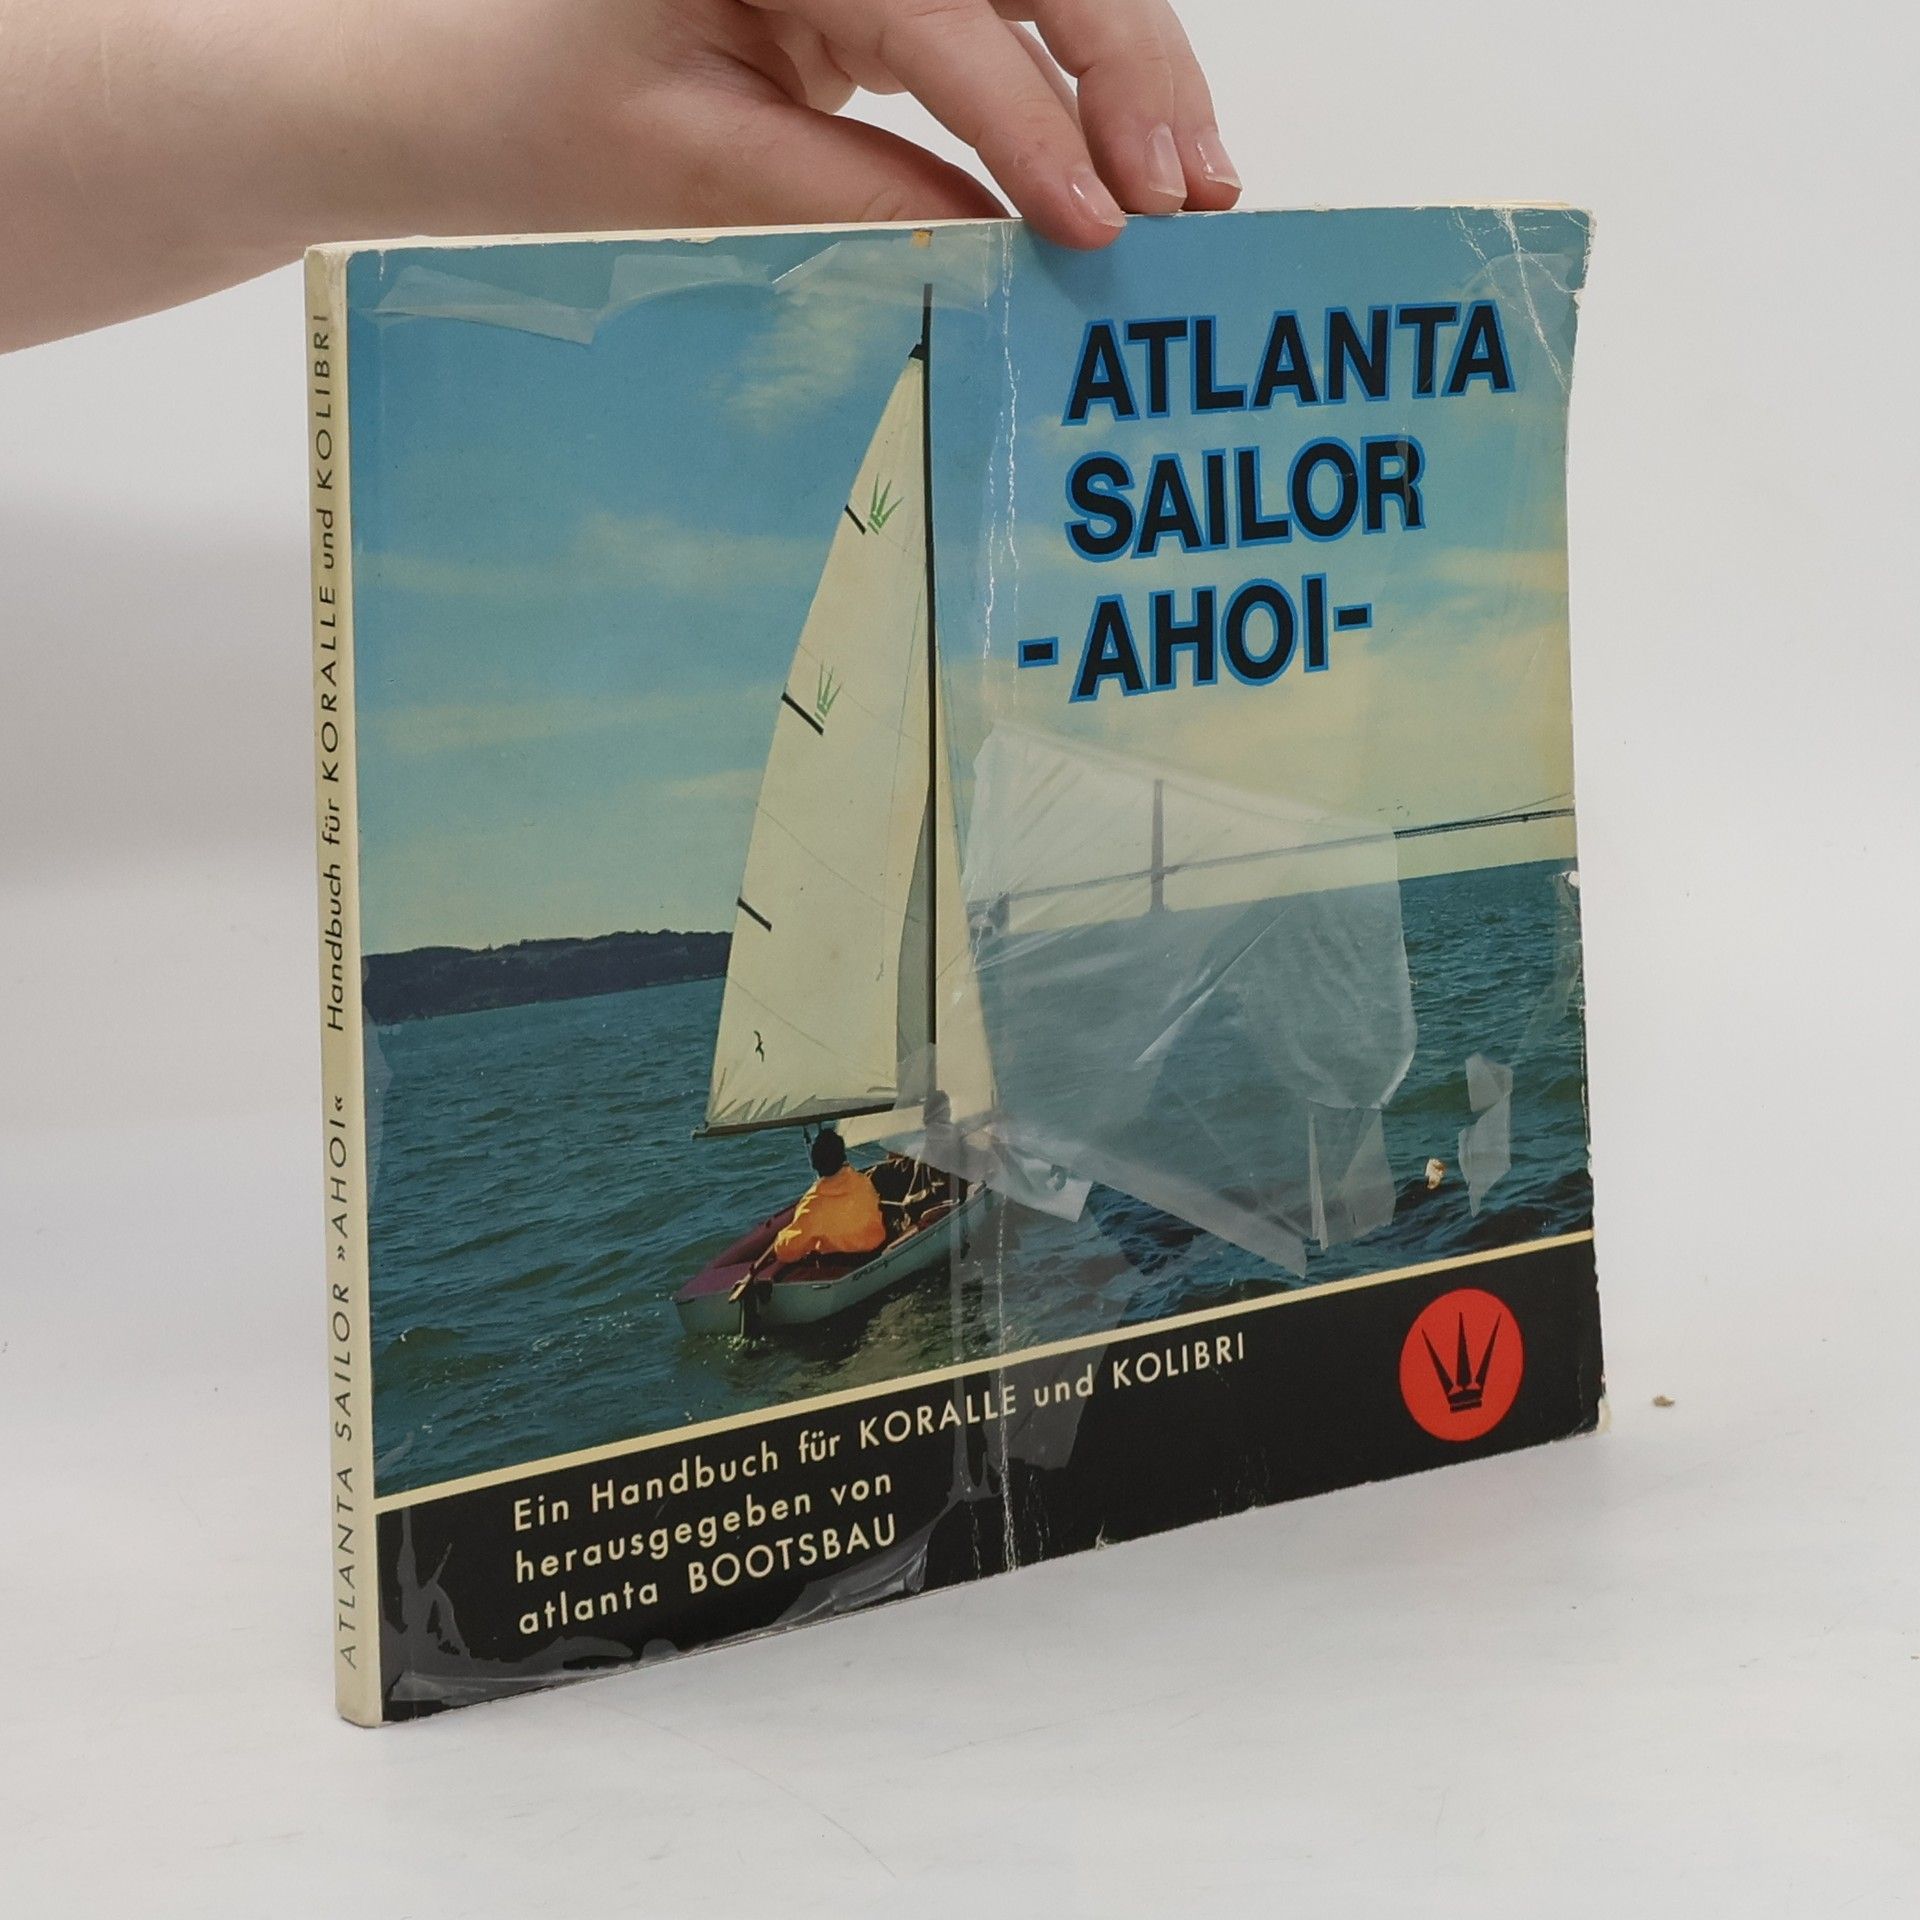 ATLANTA SAILOR »AHOI« Handbuch für KORALLE und KOLIBRI
ATLANTA
SAILOR
-AHOI-
Ein Handbuch für KORALLE und KOLIBRI
herausgegeben von
atlanta BOOTSBAU